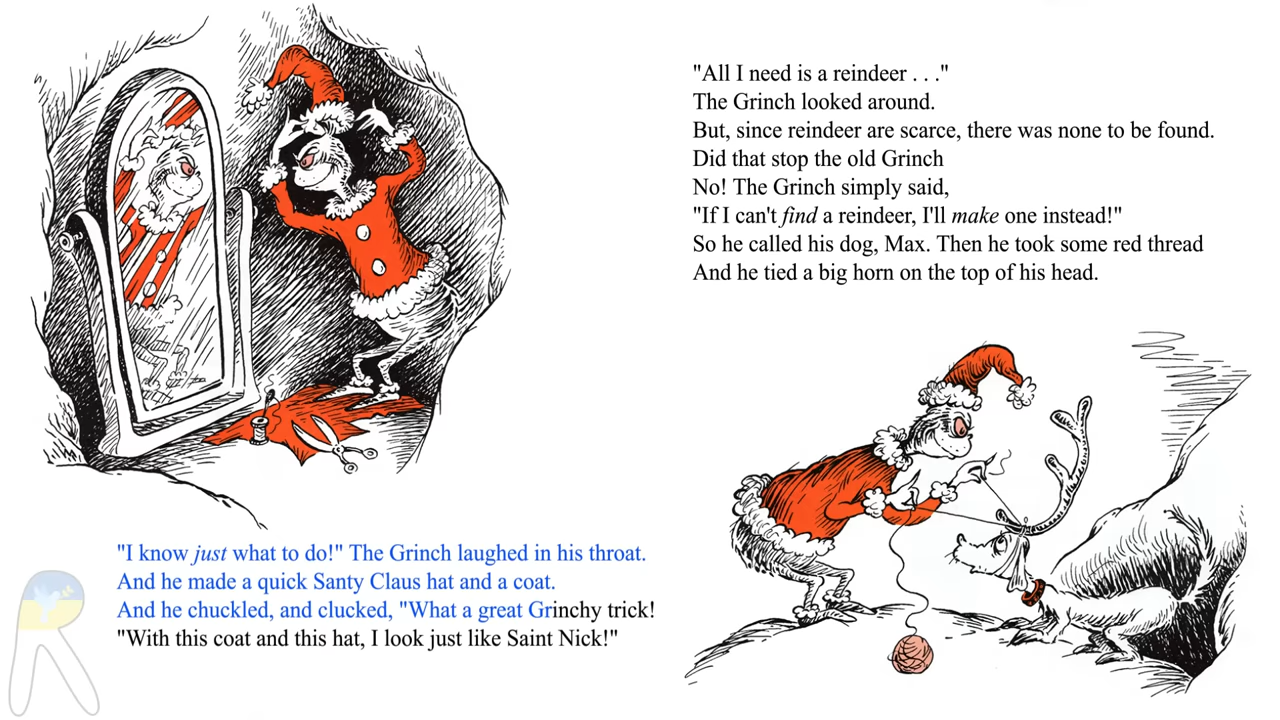 "I know just what to do!" The Grinch laughed in his throat.
And he made a quick Santy Claus hat and a coat.
And he chuckled, and clucked, "What a great Grinchy trick!
"With this coat and this hat, I look just like Saint Nick!"
"All I need is a reindeer . . ."
The Grinch looked around.
But, since reindeer are scarce, there was none to be found.
Did that stop the old Grinch
No! The Grinch simply said,
"If I can't find a reindeer, I'll make one instead!"
So he called his dog, Max. Then he took some red thread
And he tied a big horn on the top of his head.
R